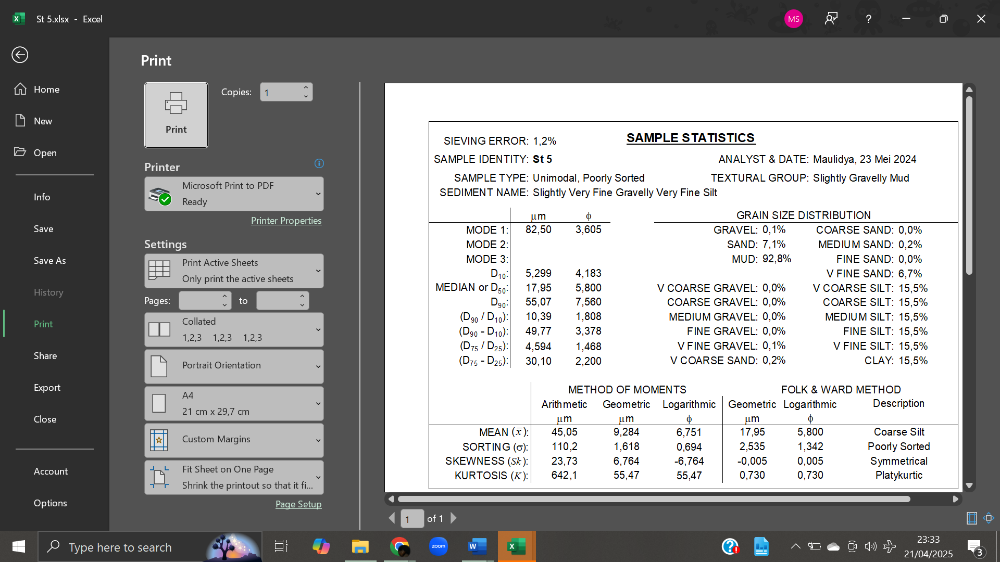 St 5.xlsx - Excel
MS
?
Print
Home
New
Open
Info
Save
Save As
History
Print
Share
Export
Close
Account
Options
Print
Copies: 1
Printer
Microsoft Print to PDF
Ready
Printer Properties
Settings
Print Active Sheets
Only print the active sheets
Pages: to
Collated
1,2,3 1,2,3 1,2,3
Portrait Orientation
A4
21 cm x 29,7 cm
Custom Margins
Fit Sheet on One Page
Shrink the printout so that it fi...
Page Setup
SAMPLE STATISTICS
SIEVING ERROR: 1,2%
SAMPLE IDENTITY: St 5 ANALYST & DATE: Maulidya, 23 Mei 2024
SAMPLE TYPE: Unimodal, Poorly Sorted TEXTURAL GROUP: Slightly Gravelly Mud
SEDIMENT NAME: Slightly Very Fine Gravelly Very Fine Silt
μm ϕ GRAIN SIZE DISTRIBUTION
MODE 1: 82,50 3,605 GRAVEL: 0,1% COARSE SAND: 0,0%
MODE 2: SAND: 7,1% MEDIUM SAND: 0,2%
MODE 3: MUD: 92,8% FINE SAND: 0,0%
D10: 5,299 4,183 V FINE SAND: 6,7%
MEDIAN or D50: 17,95 5,800 V COARSE GRAVEL: 0,0% V COARSE SILT: 15,5%
D90: 55,07 7,560 COARSE GRAVEL: 0,0% COARSE SILT: 15,5%
(D90 / D10): 10,39 1,808 MEDIUM GRAVEL: 0,0% MEDIUM SILT: 15,5%
(D90 - D10): 49,77 3,378 FINE GRAVEL: 0,0% FINE SILT: 15,5%
(D75 / D25): 4,594 1,468 V FINE GRAVEL: 0,1% V FINE SILT: 15,5%
(D75 - D25): 30,10 2,200 V COARSE SAND: 0,2% CLAY: 15,5%
METHOD OF MOMENTS FOLK & WARD METHOD
Arithmetic Geometric Logarithmic Geometric Logarithmic Description
μm μm ϕ μm ϕ
MEAN (x̄): 45,05 9,284 6,751 17,95 5,800 Coarse Silt
SORTING (σ): 110,2 1,618 0,694 2,535 1,342 Poorly Sorted
SKEWNESS (Sk): 23,73 6,764 -6,764 -0,005 0,005 Symmetrical
KURTOSIS (K): 642,1 55,47 55,47 0,730 0,730 Platykurtic
1 of 1
Type here to search
zoom
W
23:33
21/04/2025
3